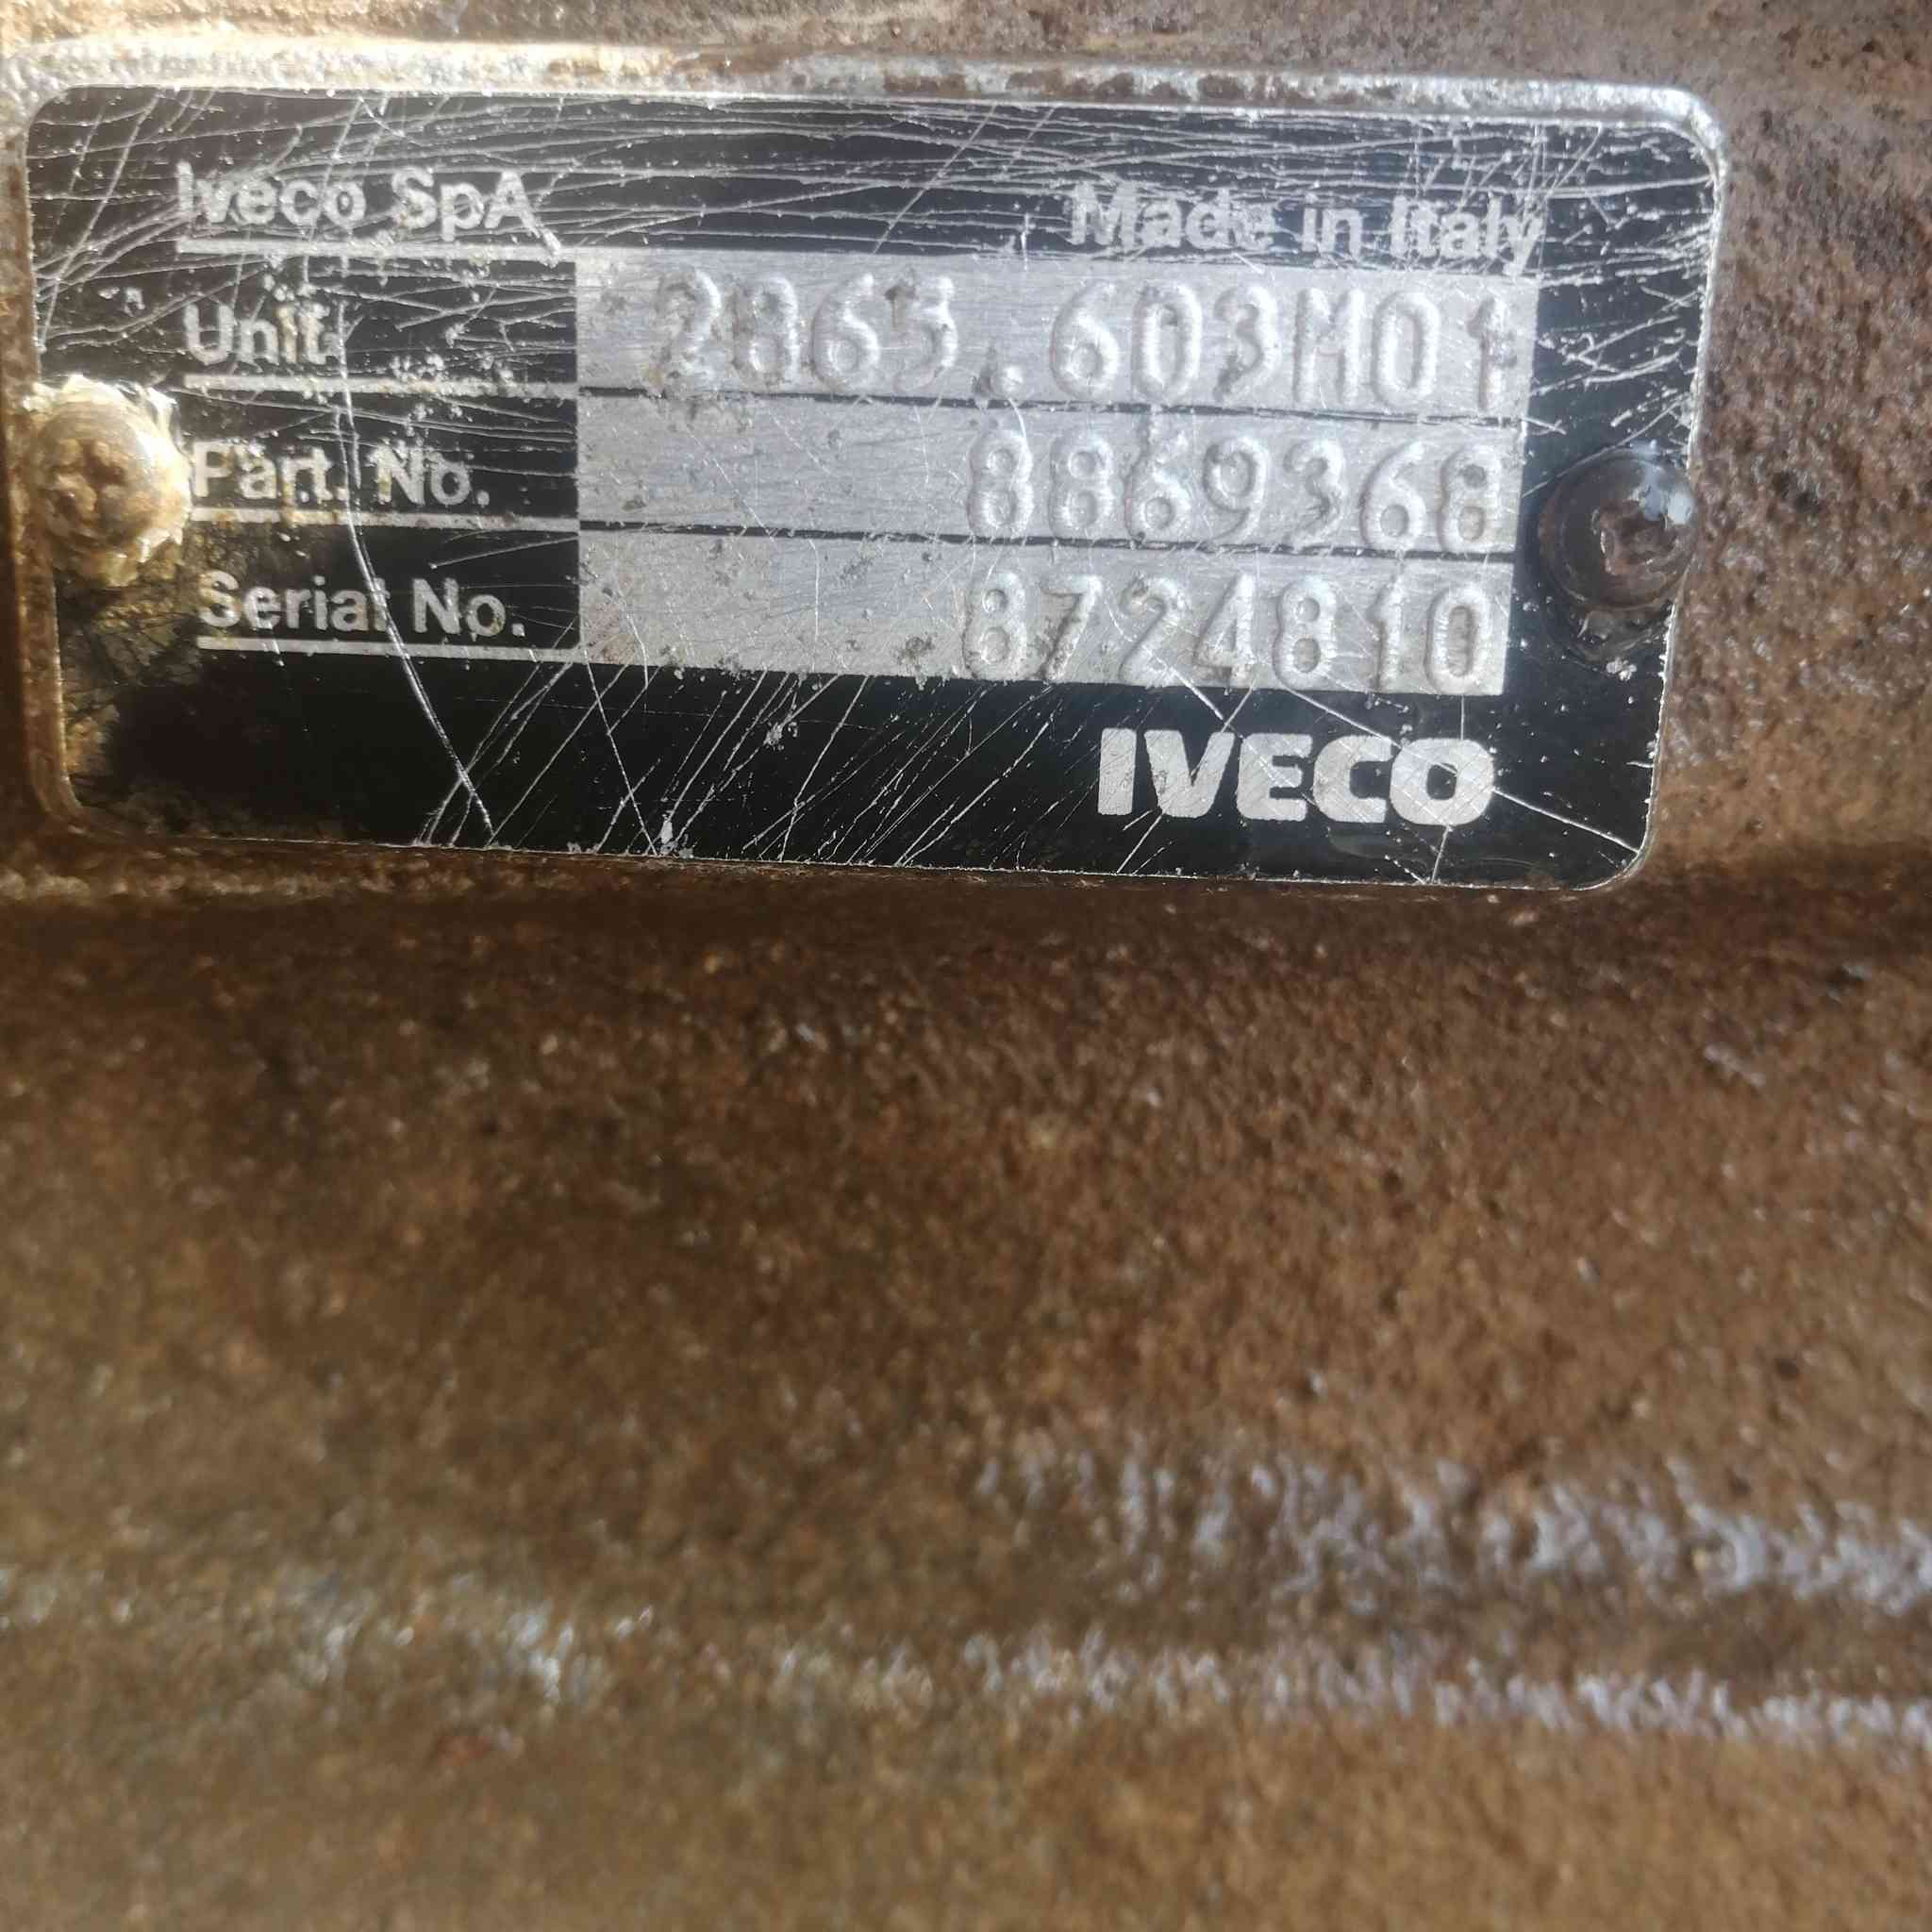 Iveco SpA Made in Italy
Unit 2865.603M01
Part. No. 8869368
Serial No. 8724810
IVECO